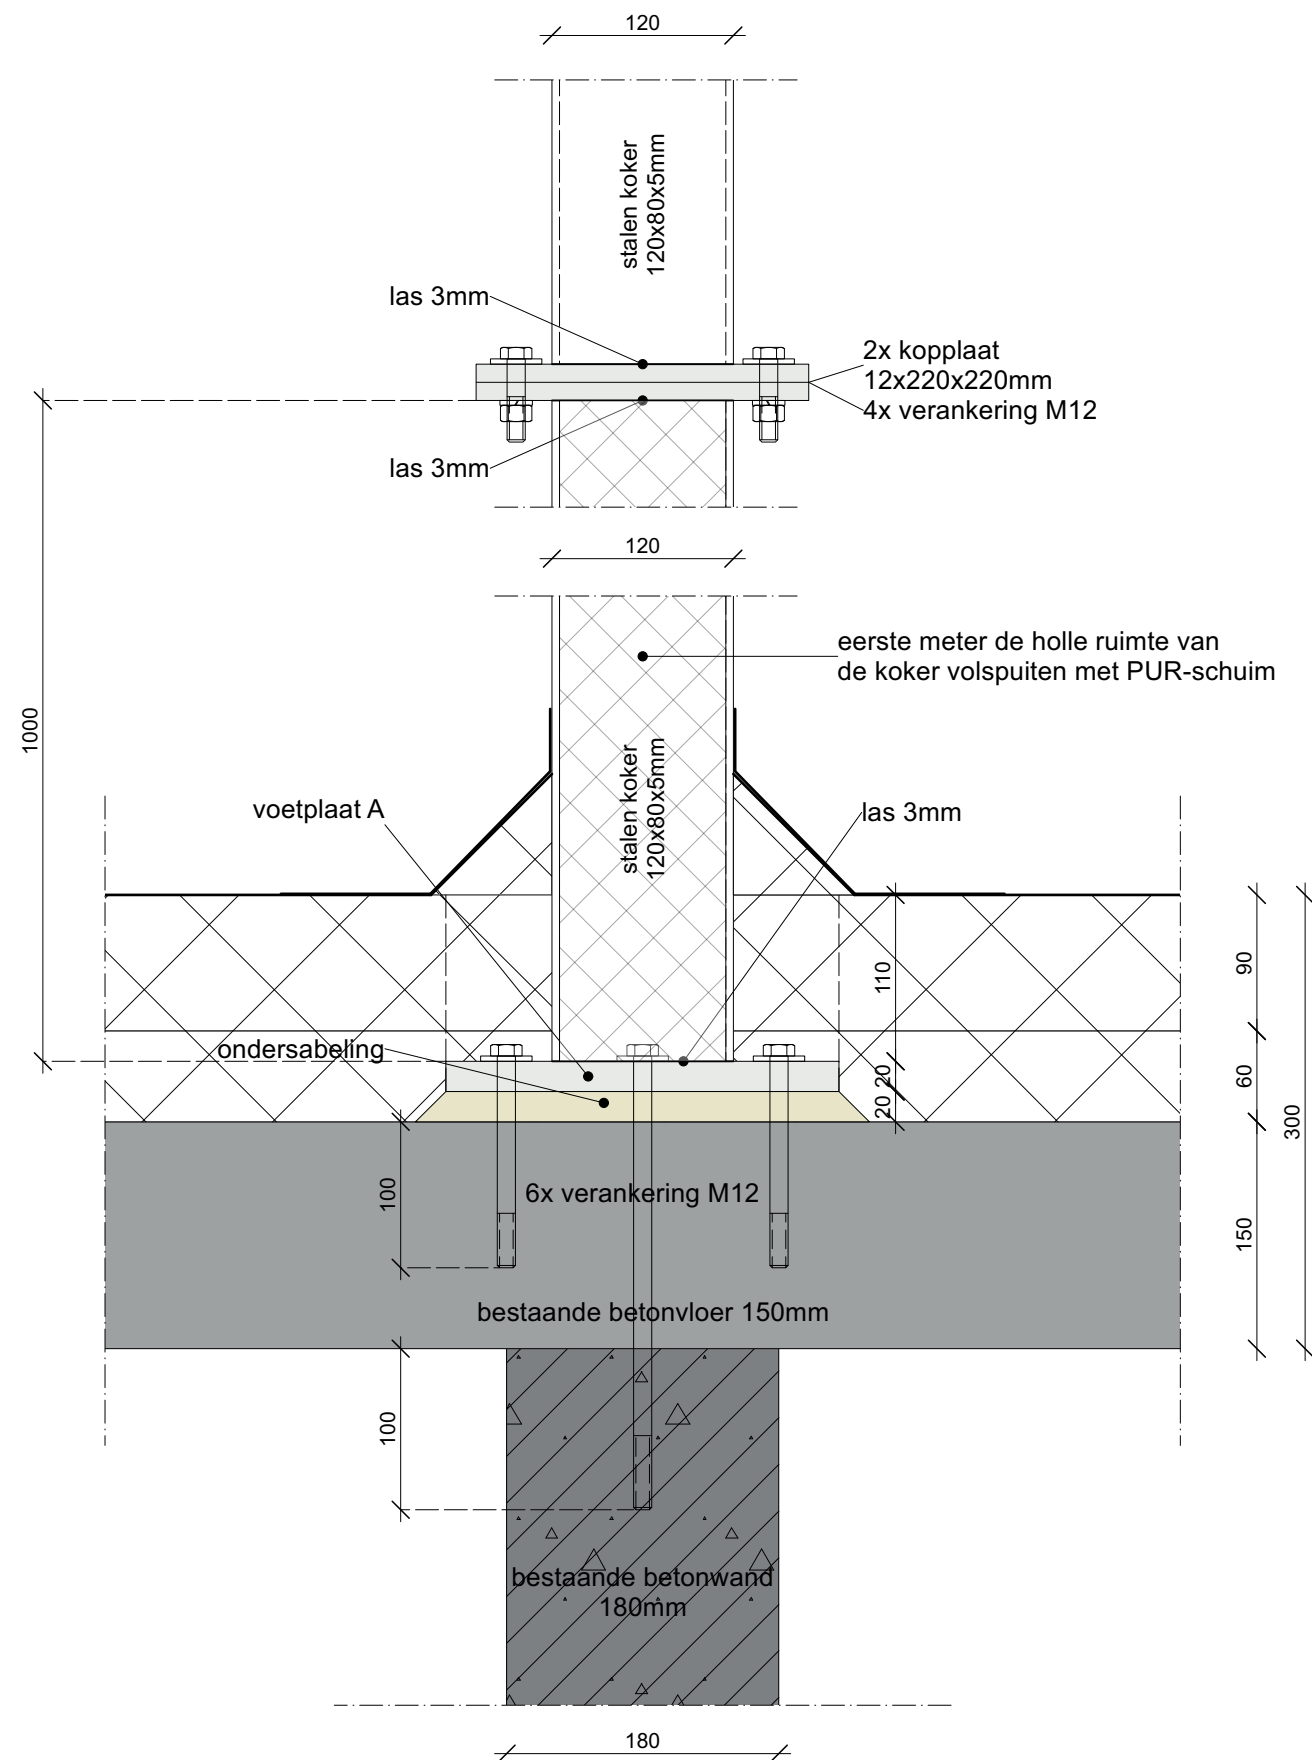 120
stalen koker
120x80x5mm
las 3mm
2x kopplaat
12x220x220mm
4x verankering M12
las 3mm
120
eerste meter de holle ruimte van
de koker volspuiten met PUR-schuim
1000
stalen koker
120x80x5mm
voetplaat A
las 3mm
110
90
ondersabeling
20
20
60
300
100
6x verankering M12
150
bestaande betonvloer 150mm
100
bestaande betonwand
180mm
180